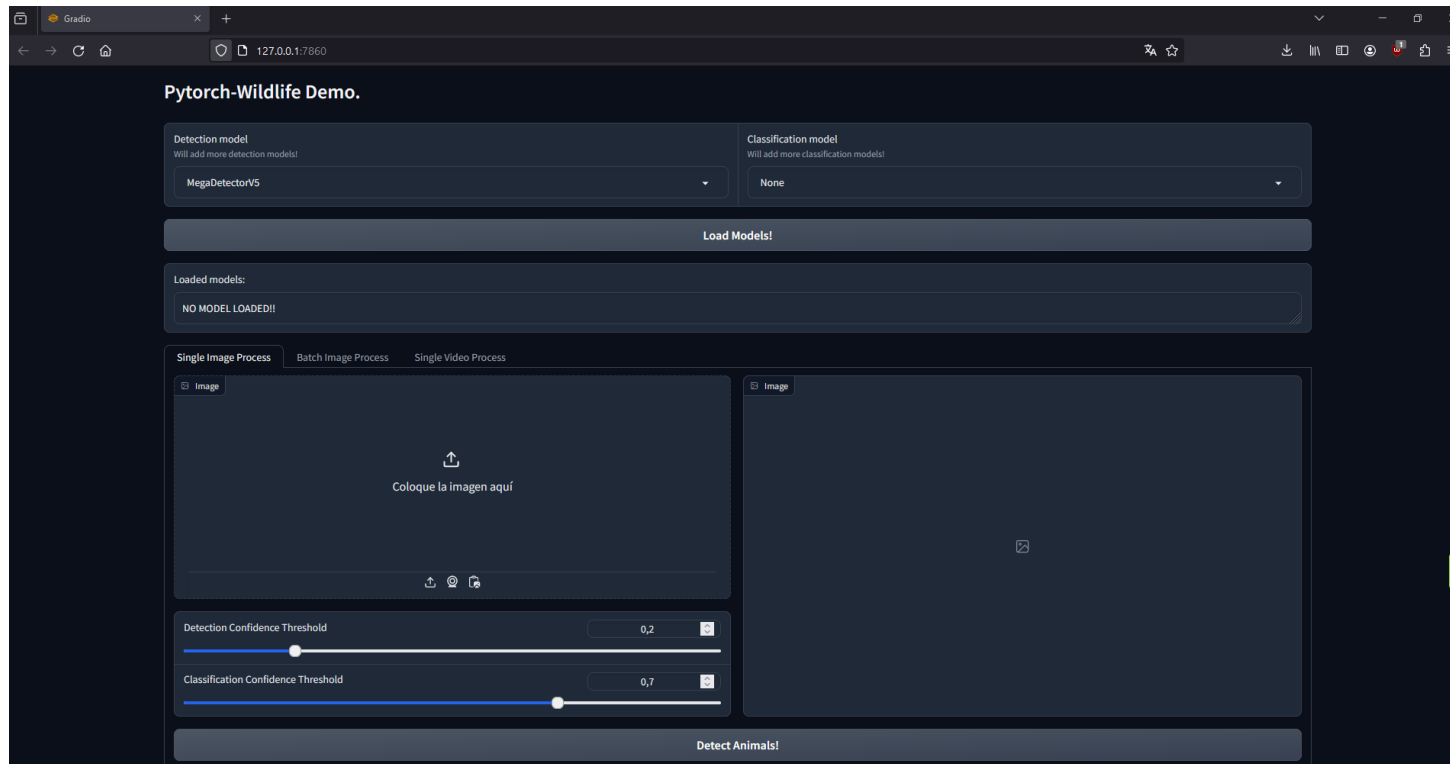 Gradio
127.0.0.1:7860
1
Pytorch-Wildlife Demo.
Detection model
Will add more detection models!
MegaDetectorV5
Classification model
Will add more classification models!
None
Load Models!
Loaded models:
NO MODEL LOADED!!
Single Image Process Batch Image Process Single Video Process
Image
Coloque la imagen aquí
Image
Detection Confidence Threshold 0,2
Classification Confidence Threshold 0,7
Detect Animals!